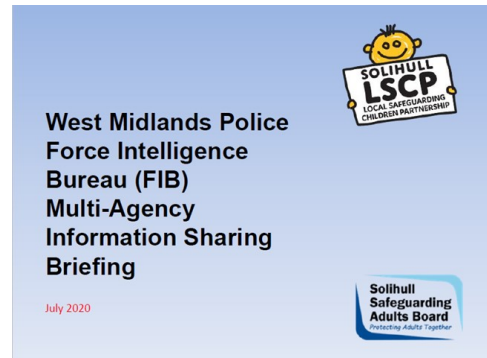 SOLIHULL
LSCP
LOCAL SAFEGUARDING
CHILDREN PARTNERSHIP
West Midlands Police
Force Intelligence
Bureau (FIB)
Multi-Agency
Information Sharing
Briefing
July 2020
Solihull
Safeguarding
Adults Board
Protecting Adults Together